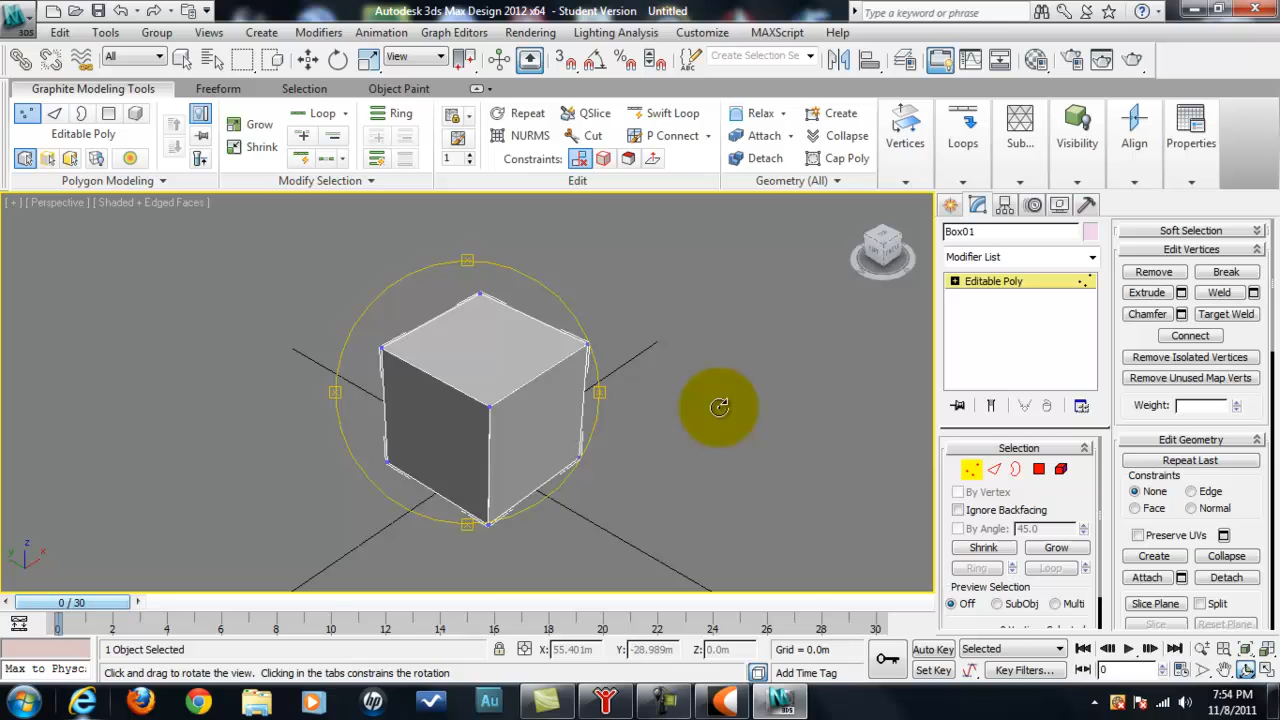 Autodesk 3ds Max Design 2012 x64 - Student Version Untitled
Type a keyword or phrase
3DS
Edit Tools Group Views Create Modifiers Animation Graph Editors Rendering Lighting Analysis Customize MAXScript Help
All View Create Selection Se
Graphite Modeling Tools Freeform Selection Object Paint
Editable Poly
Grow
Shrink
Loop Ring
1
Repeat QSlice Swift Loop
NURMS Cut Connect
Constraints:
Relax Create
Attach Collapse
Detach Cap Poly
Vertices Loops Sub... Visibility Align Properties
Polygon Modeling Modify Selection Edit Geometry (All)
[ + ] [ Perspective ] [ Shaded + Edged Faces ]
z
y
x
Box01
Modifier List
Editable Poly
Selection
By Vertex
Ignore Backfacing
By Angle: 45.0
Shrink Grow
Ring Loop
Preview Selection
Off SubObj Multi
Soft Selection
Edit Vertices
Remove Break
Extrude Weld
Chamfer Target Weld
Connect
Remove Isolated Vertices
Remove Unused Map Verts
Weight:
Edit Geometry
Repeat Last
Constraints
None Edge
Face Normal
Preserve UVs
Create Collapse
Attach Detach
Slice Plane Split
Slice Reset Plane
0 / 30
0 2 4 6 8 10 12 14 16 18 20 22 24 26 28 30
1 Object Selected X: 55.401m Y: -28.989m Z: 0.0m Grid = 0.0m
Auto Key Selected
Max to Physc
Click and drag to rotate the view. Clicking in the tabs constrains the rotation
Add Time Tag
Set Key Key Filters... 0
Au
7:54 PM
11/8/2011